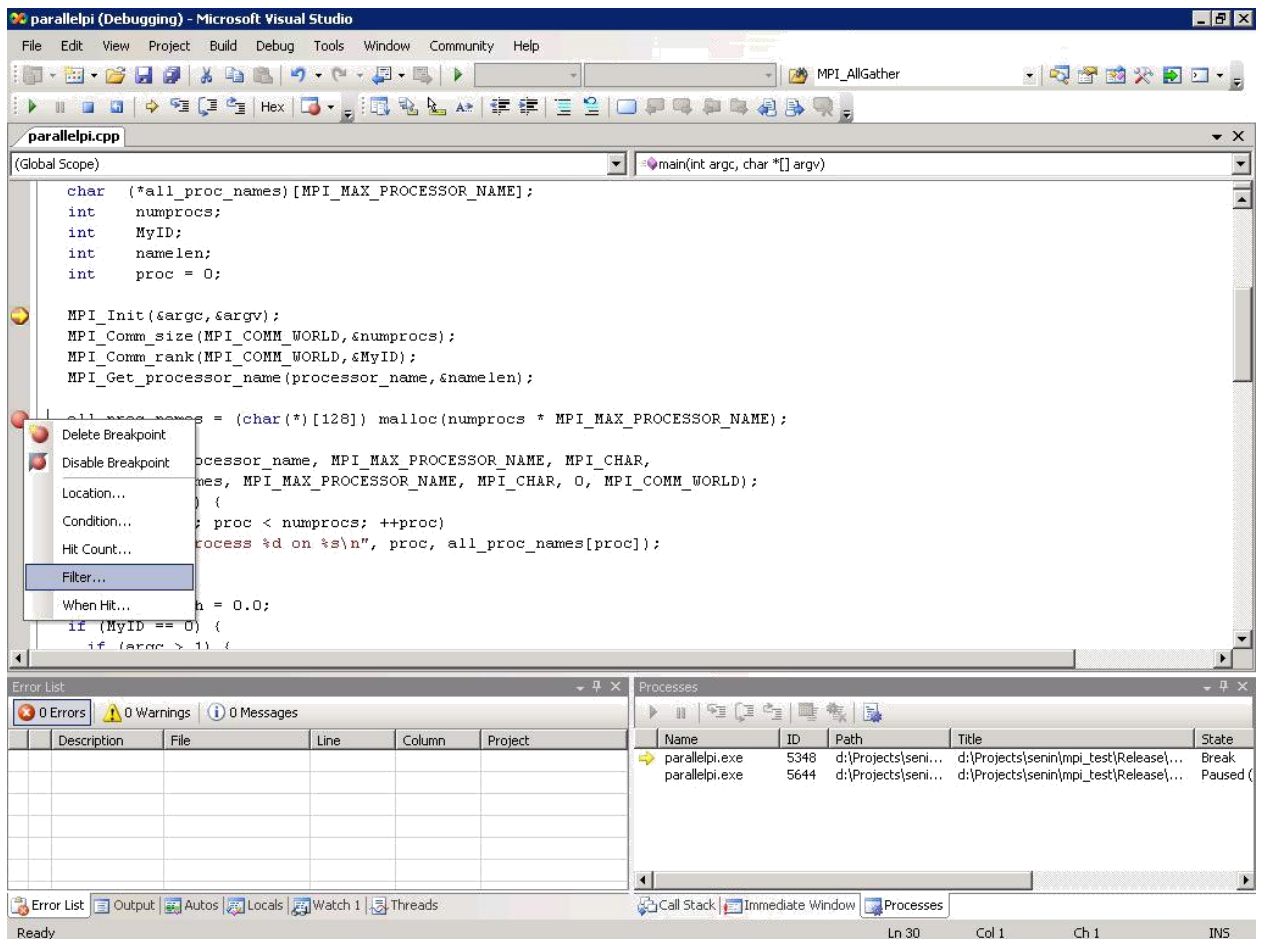 parallelpi (Debugging) - Microsoft Visual Studio
File Edit View Project Build Debug Tools Window Community Help
MPI_AllGather
Hex
parallelpi.cpp
(Global Scope) main(int argc, char *[] argv)
char (*all_proc_names)[MPI_MAX_PROCESSOR_NAME];
int numprocs;
int MyID;
int namelen;
int proc = 0;
MPI_Init(&argc,&argv);
MPI_Comm_size(MPI_COMM_WORLD,&numprocs);
MPI_Comm_rank(MPI_COMM_WORLD,&MyID);
MPI_Get_processor_name(processor_name,&namelen);
= (char(*)[128]) malloc(numprocs * MPI_MAX_PROCESSOR_NAME);
Delete Breakpoint
Disable Breakpoint ocessor_name, MPI_MAX_PROCESSOR_NAME, MPI_CHAR,
mes, MPI_MAX_PROCESSOR_NAME, MPI_CHAR, 0, MPI_COMM_WORLD);
Location...
) {
Condition... ; proc < numprocs; ++proc)
Hit Count... rocess %d on %s\n", proc, all_proc_names[proc]);
Filter...
When Hit... h = 0.0;
if (MyID == 0) {
if (argc > 1) {
Error List Processes
0 Errors 0 Warnings 0 Messages
Description File Line Column Project Name ID Path Title State
parallelpi.exe 5348 d:\Projects\seni... d:\Projects\senin\mpi_test\Release\... Break
parallelpi.exe 5644 d:\Projects\seni... d:\Projects\senin\mpi_test\Release\... Paused (
Error List Output Autos Locals Watch 1 Threads Call Stack Immediate Window Processes
Ready Ln 30 Col 1 Ch 1 INS